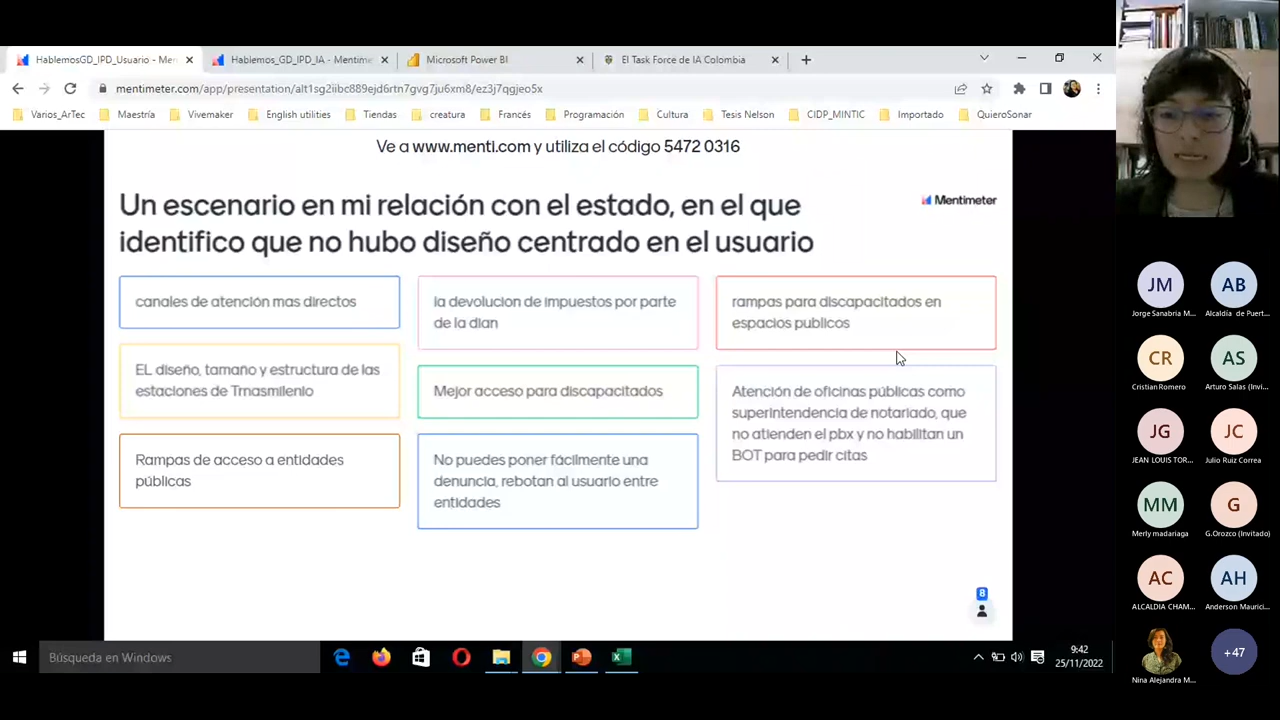 HablemosGD_IPD_Usuario - Men
Hablemos_GD_IPD_IA - Mentime
Microsoft Power BI
El Task Force de IA Colombia
mentimeter.com/app/presentation/alt1sg2iibc889ejd6rtn7gvg7ju6xm8/ez3j7qgjeo5x
Varios_ArTec
Maestría
Vivemaker
English utilities
Tiendas
creatura
Francés
Programación
Cultura
Tesis Nelson
CIDP_MINTIC
Importado
QuieroSonar
Ve a www.menti.com y utiliza el código 5472 0316
Mentimeter
Un escenario en mi relación con el estado, en el que
identifico que no hubo diseño centrado en el usuario
canales de atención mas directos
EL diseño, tamaño y estructura de las
estaciones de Trnasmilenio
Rampas de acceso a entidades
públicas
la devolucion de impuestos por parte
de la dian
Mejor acceso para discapacitados
No puedes poner fácilmente una
denuncia, rebotan al usuario entre
entidades
rampas para discapacitados en
espacios publicos
Atención de oficinas públicas como
superintendencia de notariado, que
no atienden el pbx y no habilitan un
BOT para pedir citas
8
Búsqueda en Windows
9:42
25/11/2022
JM
Jorge Sanabria M...
AB
Alcaldía de Puert...
CR
Cristian Romero
AS
Arturo Salas (Invi...
JG
JEAN LOUIS TOR...
JC
Julio Ruiz Correa
MM
Merly madariaga
G
G.Orozco (Invitado)
AC
ALCALDIA CHAM...
AH
Anderson Maurici...
Nina Alejandra M...
+47